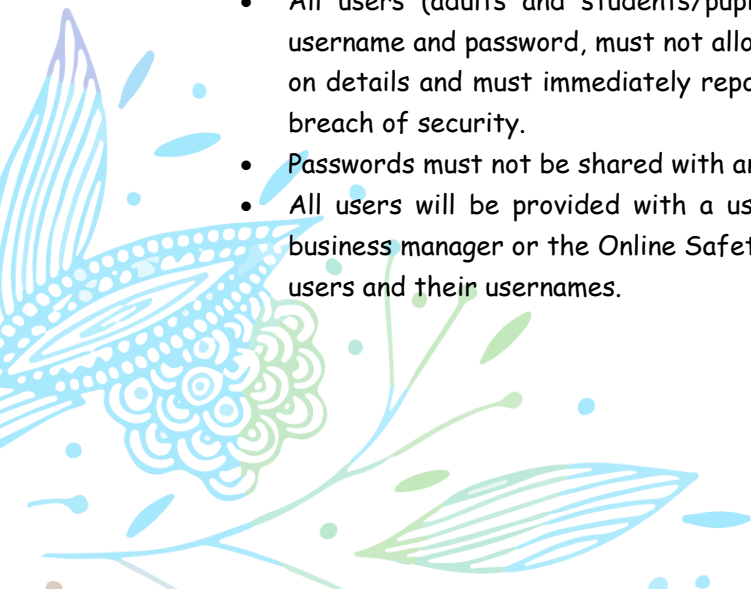 • All users (adults and students/pupi
username and password, must not allo
on details and must immediately repo
breach of security.
• Passwords must not be shared with a
• All users will be provided with a us
business manager or the Online Safet
users and their usernames.